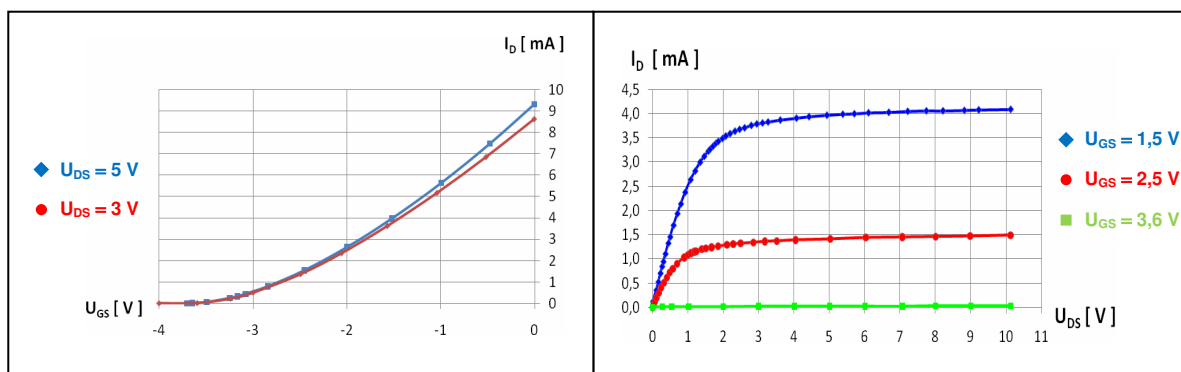 I_D [ mA]
10
9
8
7
6
5
4
3
2
1
0
-4 -3 -2 -1 0
U_GS [ V ]
U_DS = 5 V
U_DS = 3 V
I_D [ mA]
4,5
4,0
3,5
3,0
2,5
2,0
1,5
1,0
0,5
0,0
0 1 2 3 4 5 6 7 8 9 10 11
U_DS [ V]
U_GS = 1,5 V
U_GS = 2,5 V
U_GS = 3,6 V